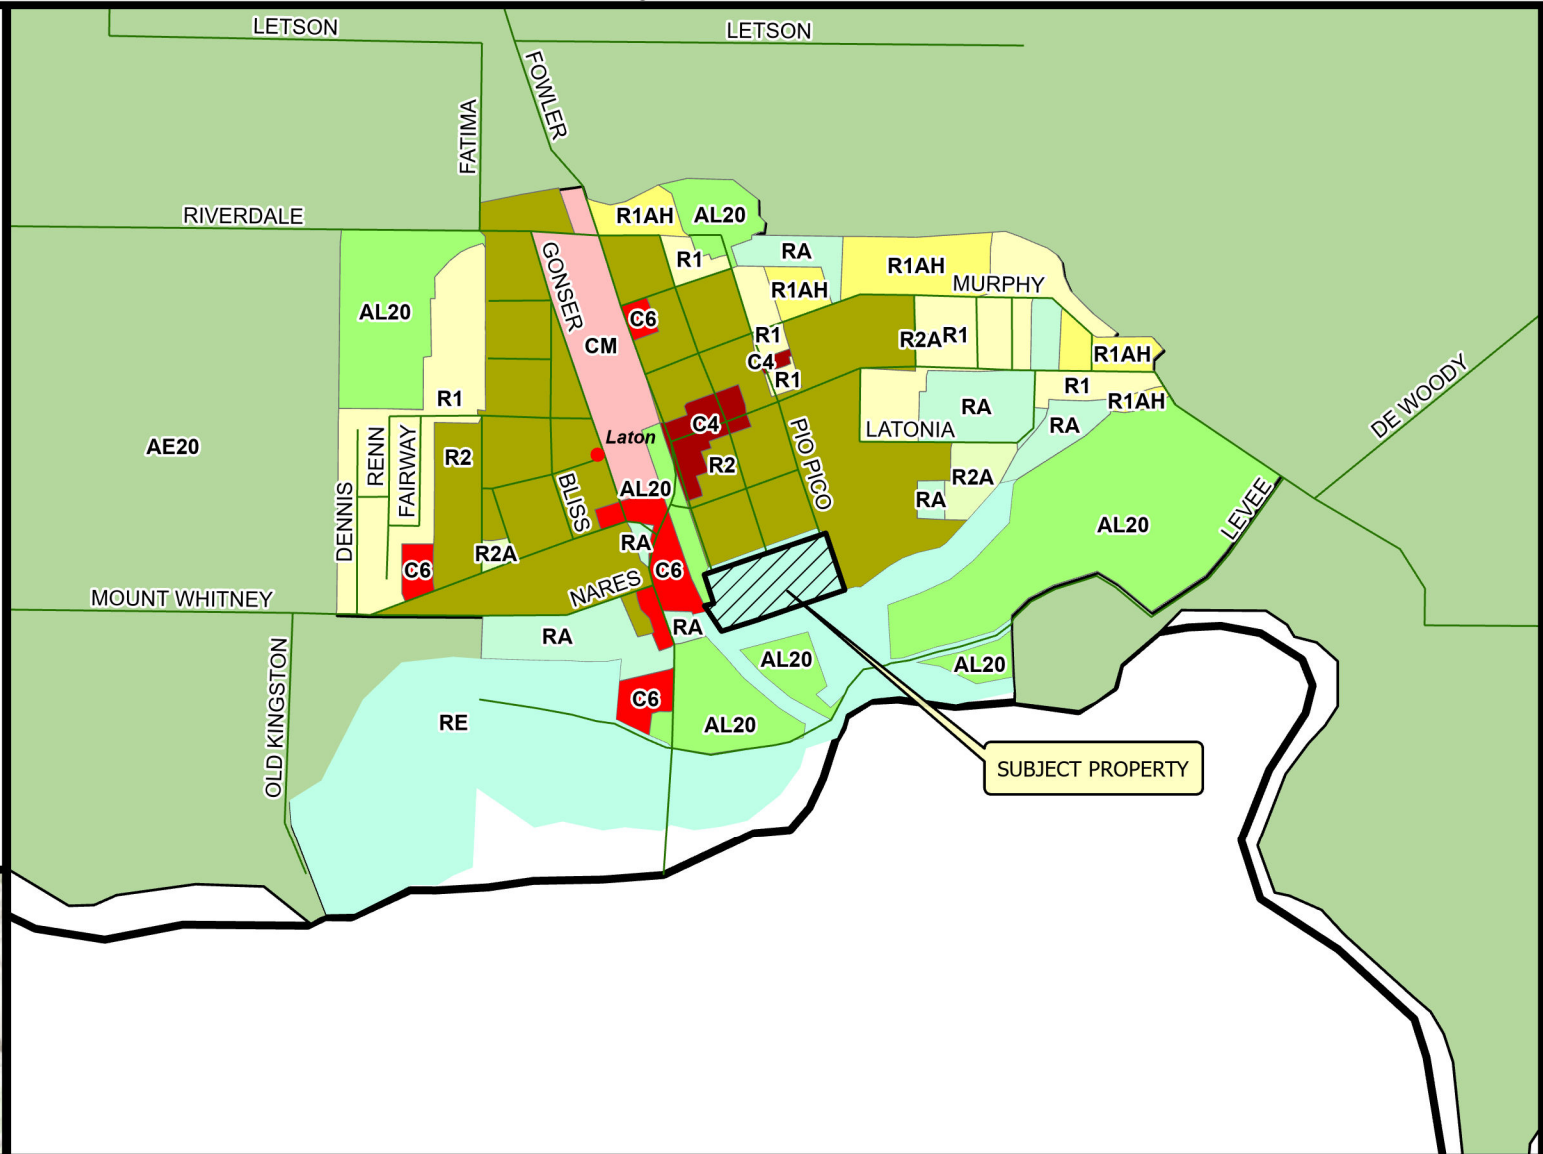 LETSON
LETSON
FOWLER
FATIMA
RIVERDALE
R1AH
AL20
GONSER
R1
RA
R1AH
MURPHY
R1AH
AL20
C6
CM
R1
R2A
R1
C4
R1
R1AH
DE WOODY
R1
R1
R1AH
RA
C4
RA
LATONIA
Laton
PIO PICO
AE20
RENN
FAIRWAY
R2
R2
R2A
AL20
BLISS
RA
LEVEE
DENNIS
AL20
R2A
RA
C6
C6
NARES
MOUNT WHITNEY
RA
RA
AL20
AL20
OLD KINGSTON
C6
RE
AL20
SUBJECT PROPERTY